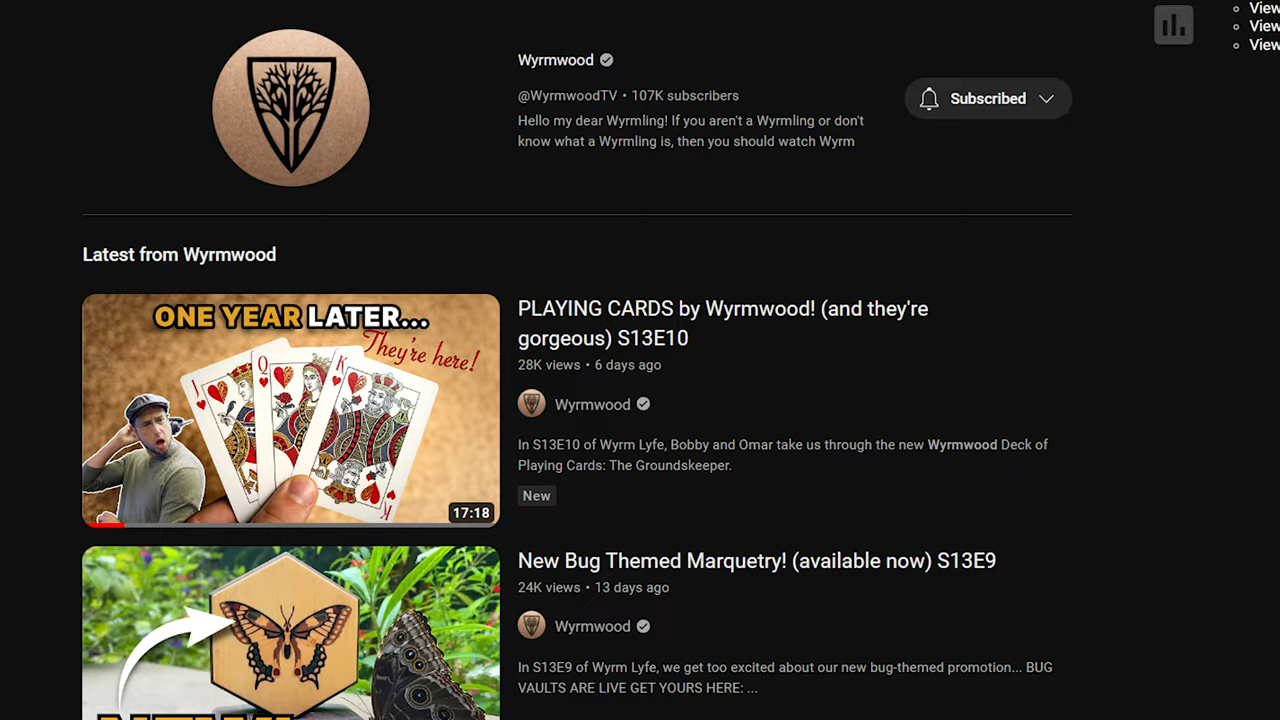 View
View
View
Wyrmwood
@WyrmwoodTV • 107K subscribers
Subscribed
Hello my dear Wyrmling! If you aren't a Wyrmling or don't
know what a Wyrmling is, then you should watch Wyrm
Latest from Wyrmwood
ONE YEAR LATER...
They're here!
J
Q
K
K
17:18
PLAYING CARDS by Wyrmwood! (and they're
gorgeous) S13E10
28K views • 6 days ago
Wyrmwood
In S13E10 of Wyrm Lyfe, Bobby and Omar take us through the new Wyrmwood Deck of
Playing Cards: The Groundskeeper.
New
New Bug Themed Marquetry! (available now) S13E9
24K views • 13 days ago
Wyrmwood
In S13E9 of Wyrm Lyfe, we get too excited about our new bug-themed promotion... BUG
VAULTS ARE LIVE GET YOURS HERE: ...